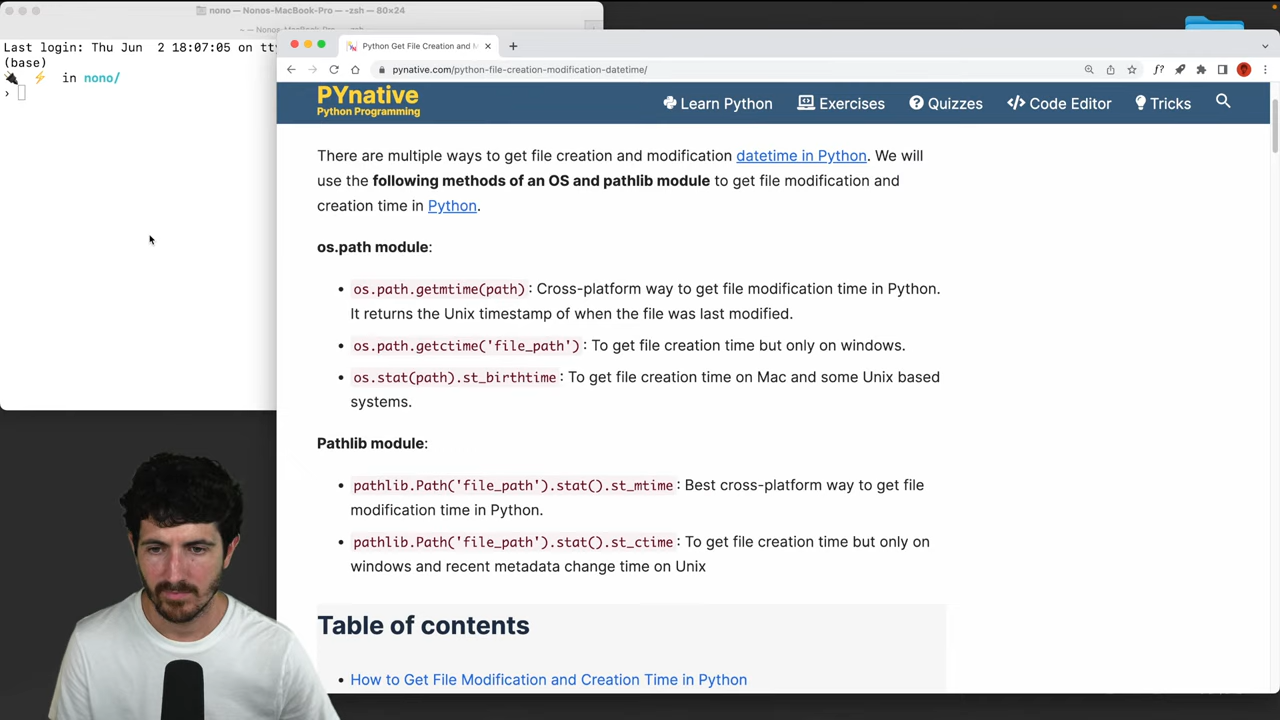 nono — Nonos-MacBook-Pro — -zsh — 80×24
~ — Nonos-MacBook-Pro — -zsh
Last login: Thu Jun  2 18:07:05 on tty
(base)
in nono/
›
Python Get File Creation and M
pynative.com/python-file-creation-modification-datetime/
PYnative
Python Programming
Learn Python
Exercises
Quizzes
Code Editor
Tricks
There are multiple ways to get file creation and modification datetime in Python. We will
use the following methods of an OS and pathlib module to get file modification and
creation time in Python.
os.path module:
• os.path.getmtime(path) : Cross-platform way to get file modification time in Python.
It returns the Unix timestamp of when the file was last modified.
• os.path.getctime('file_path') : To get file creation time but only on windows.
• os.stat(path).st_birthtime : To get file creation time on Mac and some Unix based
systems.
Pathlib module:
• pathlib.Path('file_path').stat().st_mtime : Best cross-platform way to get file
modification time in Python.
• pathlib.Path('file_path').stat().st_ctime : To get file creation time but only on
windows and recent metadata change time on Unix
Table of contents
• How to Get File Modification and Creation Time in Python